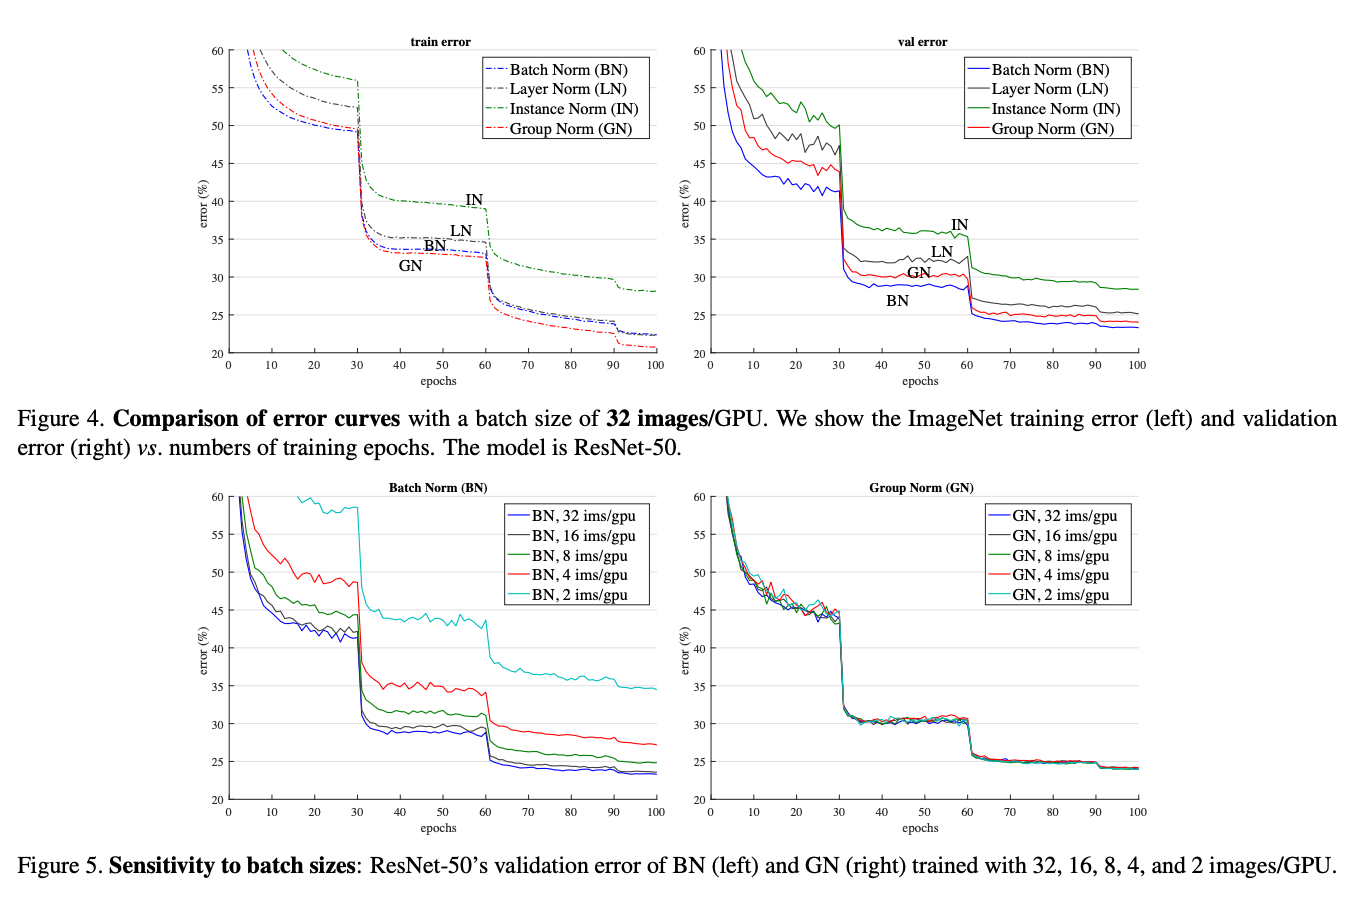 train error
60
55
50
45
40
35
30
25
20
error (%)
0 10 20 30 40 50 60 70 80 90 100
epochs
Batch Norm (BN)
Layer Norm (LN)
Instance Norm (IN)
Group Norm (GN)
IN
LN
BN
GN
val error
60
55
50
45
40
35
30
25
20
error (%)
0 10 20 30 40 50 60 70 80 90 100
epochs
Batch Norm (BN)
Layer Norm (LN)
Instance Norm (IN)
Group Norm (GN)
IN
LN
GN
BN
Figure 4. Comparison of error curves with a batch size of 32 images/GPU. We show the ImageNet training error (left) and validation
error (right) vs. numbers of training epochs. The model is ResNet-50.
Batch Norm (BN)
60
55
50
45
40
35
30
25
20
error (%)
0 10 20 30 40 50 60 70 80 90 100
epochs
BN, 32 ims/gpu
BN, 16 ims/gpu
BN, 8 ims/gpu
BN, 4 ims/gpu
BN, 2 ims/gpu
Group Norm (GN)
60
55
50
45
40
35
30
25
20
error (%)
0 10 20 30 40 50 60 70 80 90 100
epochs
GN, 32 ims/gpu
GN, 16 ims/gpu
GN, 8 ims/gpu
GN, 4 ims/gpu
GN, 2 ims/gpu
Figure 5. Sensitivity to batch sizes: ResNet-50's validation error of BN (left) and GN (right) trained with 32, 16, 8, 4, and 2 images/GPU.